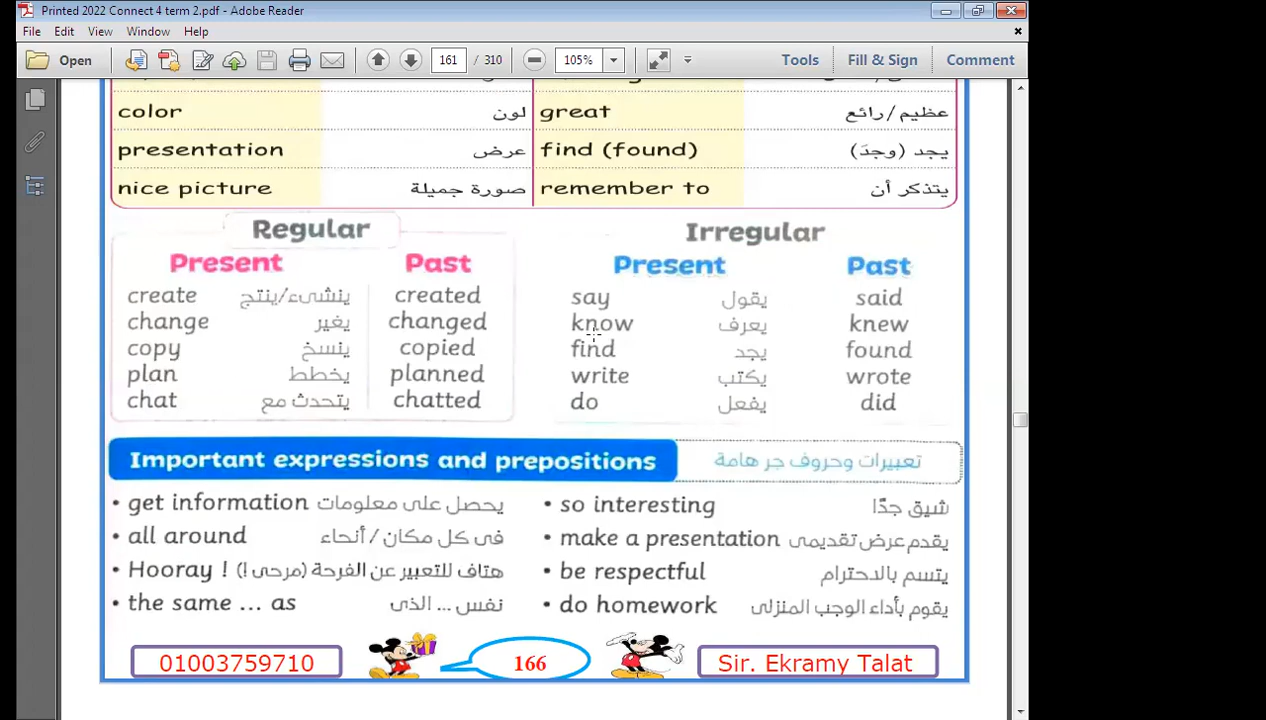 Printed 2022 Connect 4 term 2.pdf - Adobe Reader
File Edit View Window Help
Open 161 / 310 105% Tools Fill & Sign Comment
color لون great عظيم/رائع
presentation عرض find (found) يجد (وجدَ)
nice picture صورة جميلة remember to يتذكر أن
Regular Irregular
Present Past Present Past
create ينشىء/ينتج created say يقول said
change يغير changed know يعرف knew
copy ينسخ copied find يجد found
plan يخطط planned write يكتب wrote
chat يتحدث مع chatted do يفعل did
Important expressions and prepositions تعبيرات وحروف جر هامة
• get information يحصل على معلومات • so interesting شيق جدًا
• all around فى كل مكان / أنحاء • make a presentation يقدم عرض تقديمى
• Hooray ! هتاف للتعبير عن الفرحة (مرحى !) • be respectful يتسم بالاحترام
• the same ... as نفس ... الذى • do homework يقوم بأداء الوجب المنزلى
01003759710 166 Sir. Ekramy Talat